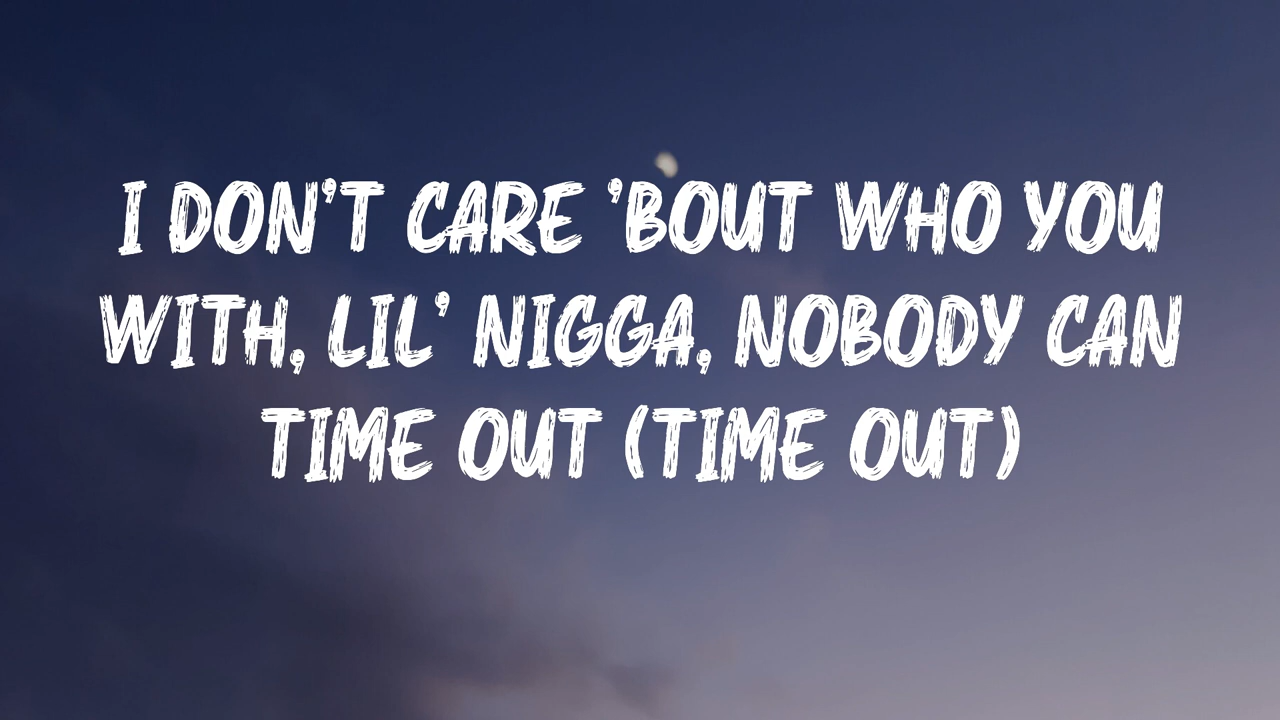 I DON'T CARE 'BOUT WHO YOU
WITH, LIL' NIGGA, NOBODY CAN
TIME OUT (TIME OUT)